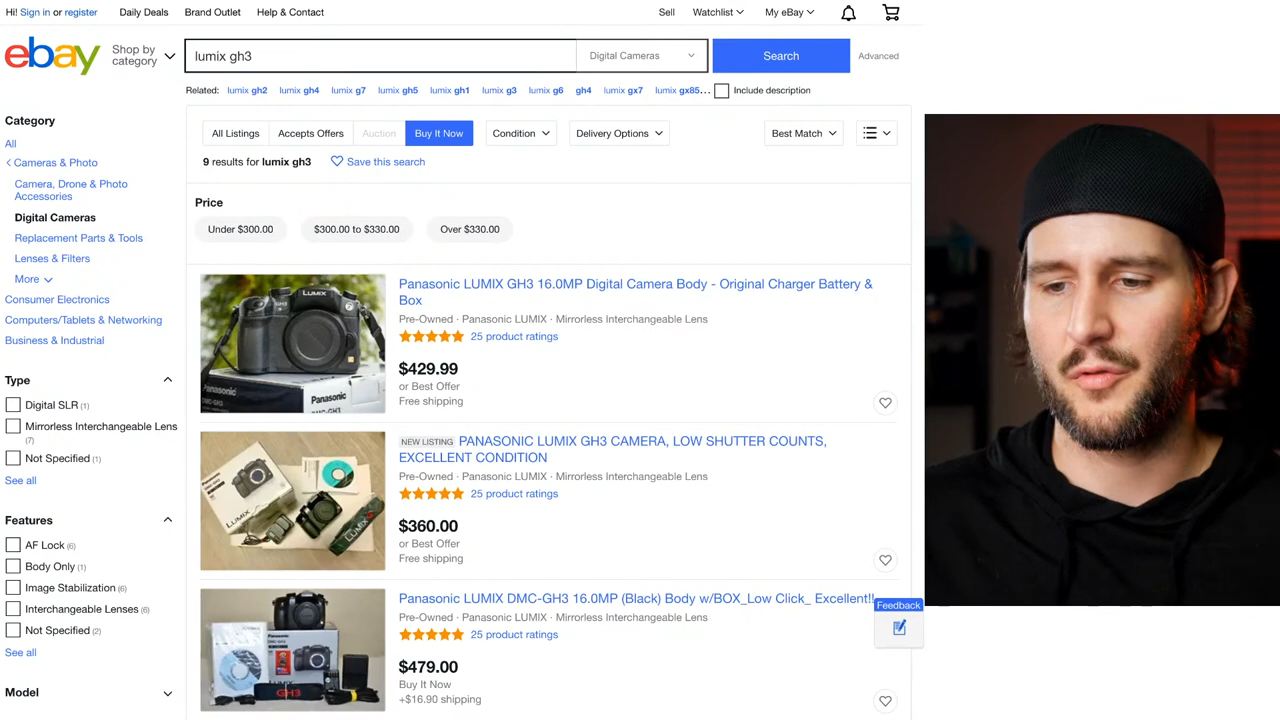 Hi! Sign in or register
Daily Deals
Brand Outlet
Help & Contact
Sell
Watchlist
My eBay
ebay
Shop by
category
lumix gh3
Digital Cameras
Search
Advanced
Related:
lumix gh2
lumix gh4
lumix g7
lumix gh5
lumix gh1
lumix g3
lumix g6
gh4
lumix gx7
lumix gx85...
Include description
Category
All
Cameras & Photo
Camera, Drone & Photo
Accessories
Digital Cameras
Replacement Parts & Tools
Lenses & Filters
More
Consumer Electronics
Computers/Tablets & Networking
Business & Industrial
Type
Digital SLR (1)
Mirrorless Interchangeable Lens
(7)
Not Specified (1)
See all
Features
AF Lock (6)
Body Only (1)
Image Stabilization (6)
Interchangeable Lenses (6)
Not Specified (2)
See all
Model
All Listings
Accepts Offers
Auction
Buy It Now
Condition
Delivery Options
Best Match
9 results for lumix gh3
Save this search
Price
Under $300.00
$300.00 to $330.00
Over $330.00
LUMIX
GH3
Panasonic
Panasonic
DMC-GH3
Panasonic LUMIX GH3 16.0MP Digital Camera Body - Original Charger Battery &
Box
Pre-Owned · Panasonic LUMIX · Mirrorless Interchangeable Lens
25 product ratings
$429.99
or Best Offer
Free shipping
LUMIX
NEW LISTING PANASONIC LUMIX GH3 CAMERA, LOW SHUTTER COUNTS,
EXCELLENT CONDITION
Pre-Owned · Panasonic LUMIX · Mirrorless Interchangeable Lens
25 product ratings
$360.00
or Best Offer
Free shipping
Panasonic
GH3
Panasonic LUMIX DMC-GH3 16.0MP (Black) Body w/BOX_Low Click_ Excellent!!
Pre-Owned · Panasonic LUMIX · Mirrorless Interchangeable Lens
25 product ratings
$479.00
Buy It Now
+$16.90 shipping
Feedback